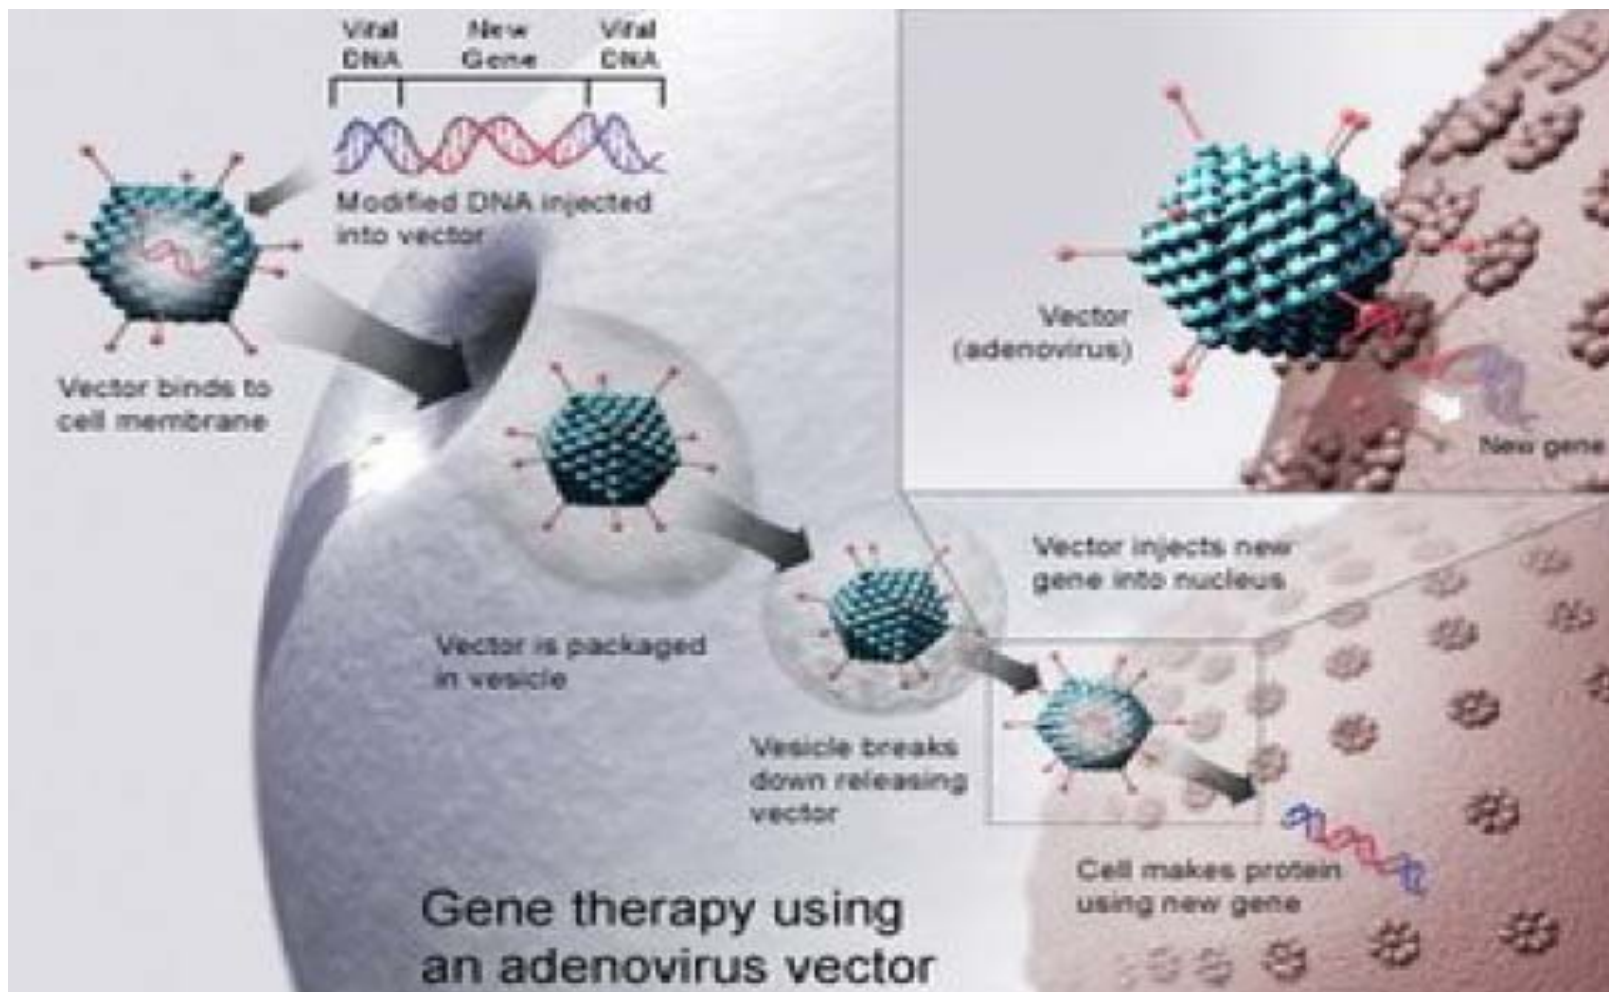 Viral
DNA
New
Gene
Viral
DNA
Modified DNA injected
into vector
Vector binds to
cell membrane
Vector
(adenovirus)
New gene
Vector injects new
gene into nucleus
Vector is packaged
in vesicle
Vesicle breaks
down releasing
vector
Cell makes protein
using new gene
Gene therapy using
an adenovirus vector